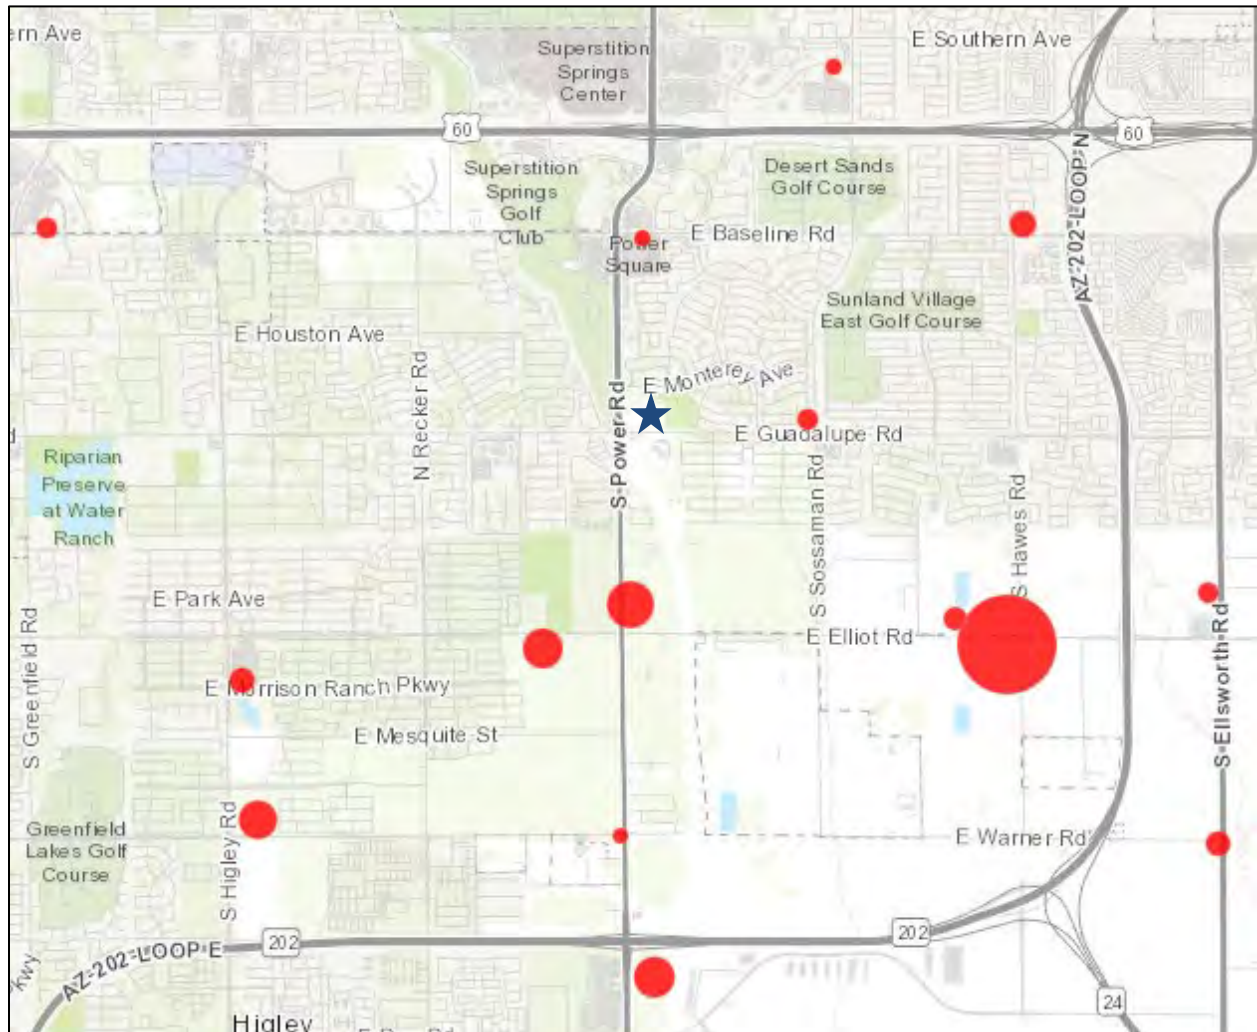 ern Ave
E Southern Ave
Superstition
Springs
Center
60
60
Superstition
Springs
Golf
Club
Desert Sands
Golf Course
AZ-202-LOOP-N
E Baseline Rd
Power
Square
Sunland Village
East Golf Course
E Houston Ave
N Recker Rd
E Monterey Ave
S-Power-Rd
E Guadalupe Rd
Riparian
Preserve
at Water
Ranch
S Sossaman Rd
S Hawes Rd
E Park Ave
S Greenfield Rd
E Elliot Rd
S-Ellsworth-Rd
E Morrison Ranch Pkwy
E Mesquite St
Greenfield
Lakes Golf
Course
S Higley Rd
E Warner Rd
202
202
AZ-202-LOOP-E
Pkwy
24
Higley